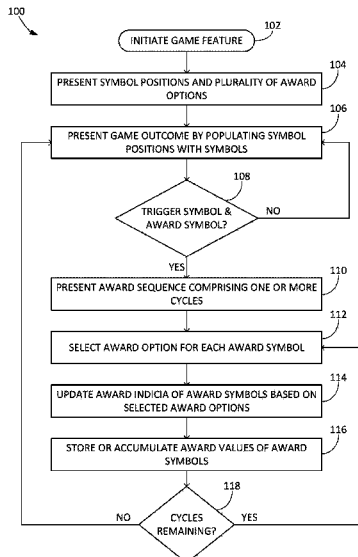 100
INITIATE GAME FEATURE
102
PRESENT SYMBOL POSITIONS AND PLURALITY OF AWARD
OPTIONS
104
PRESENT GAME OUTCOME BY POPULATING SYMBOL
POSITIONS WITH SYMBOLS
106
TRIGGER SYMBOL &
AWARD SYMBOL?
108
NO
YES
PRESENT AWARD SEQUENCE COMPRISING ONE OR MORE
CYCLES
110
SELECT AWARD OPTION FOR EACH AWARD SYMBOL
112
UPDATE AWARD INDICIA OF AWARD SYMBOLS BASED ON
SELECTED AWARD OPTIONS
114
STORE OR ACCUMULATE AWARD VALUES OF AWARD
SYMBOLS
116
CYCLES
REMAINING?
118
NO
YES